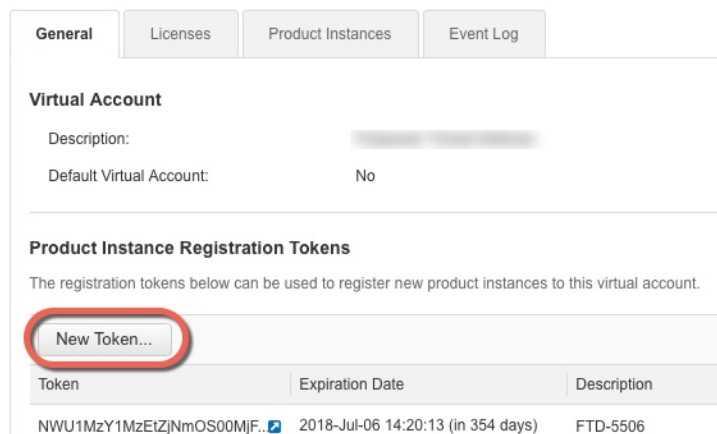 General Licenses Product Instances Event Log
Virtual Account
Description:
Default Virtual Account: No
Product Instance Registration Tokens
The registration tokens below can be used to register new product instances to this virtual account.
New Token...
Token Expiration Date Description
NWU1MzY1MzEtZjNmOS00MjF.. 2018-Jul-06 14:20:13 (in 354 days) FTD-5506